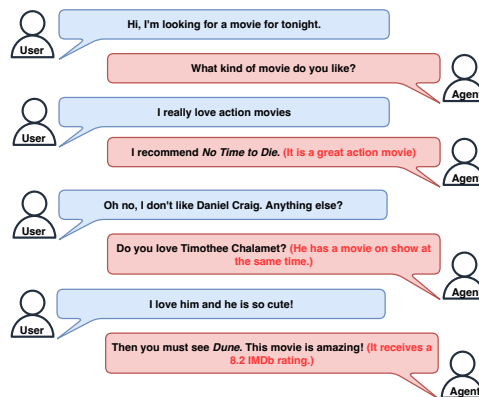 Hi, I'm looking for a movie for tonight.
User
What kind of movie do you like?
Agent
I really love action movies
User
I recommend No Time to Die. (It is a great action movie)
Agent
Oh no, I don't like Daniel Craig. Anything else?
User
Do you love Timothee Chalamet? (He has a movie on show at
the same time.)
Agent
I love him and he is so cute!
User
Then you must see Dune. This movie is amazing! (It receives a
8.2 IMDb rating.)
Agent